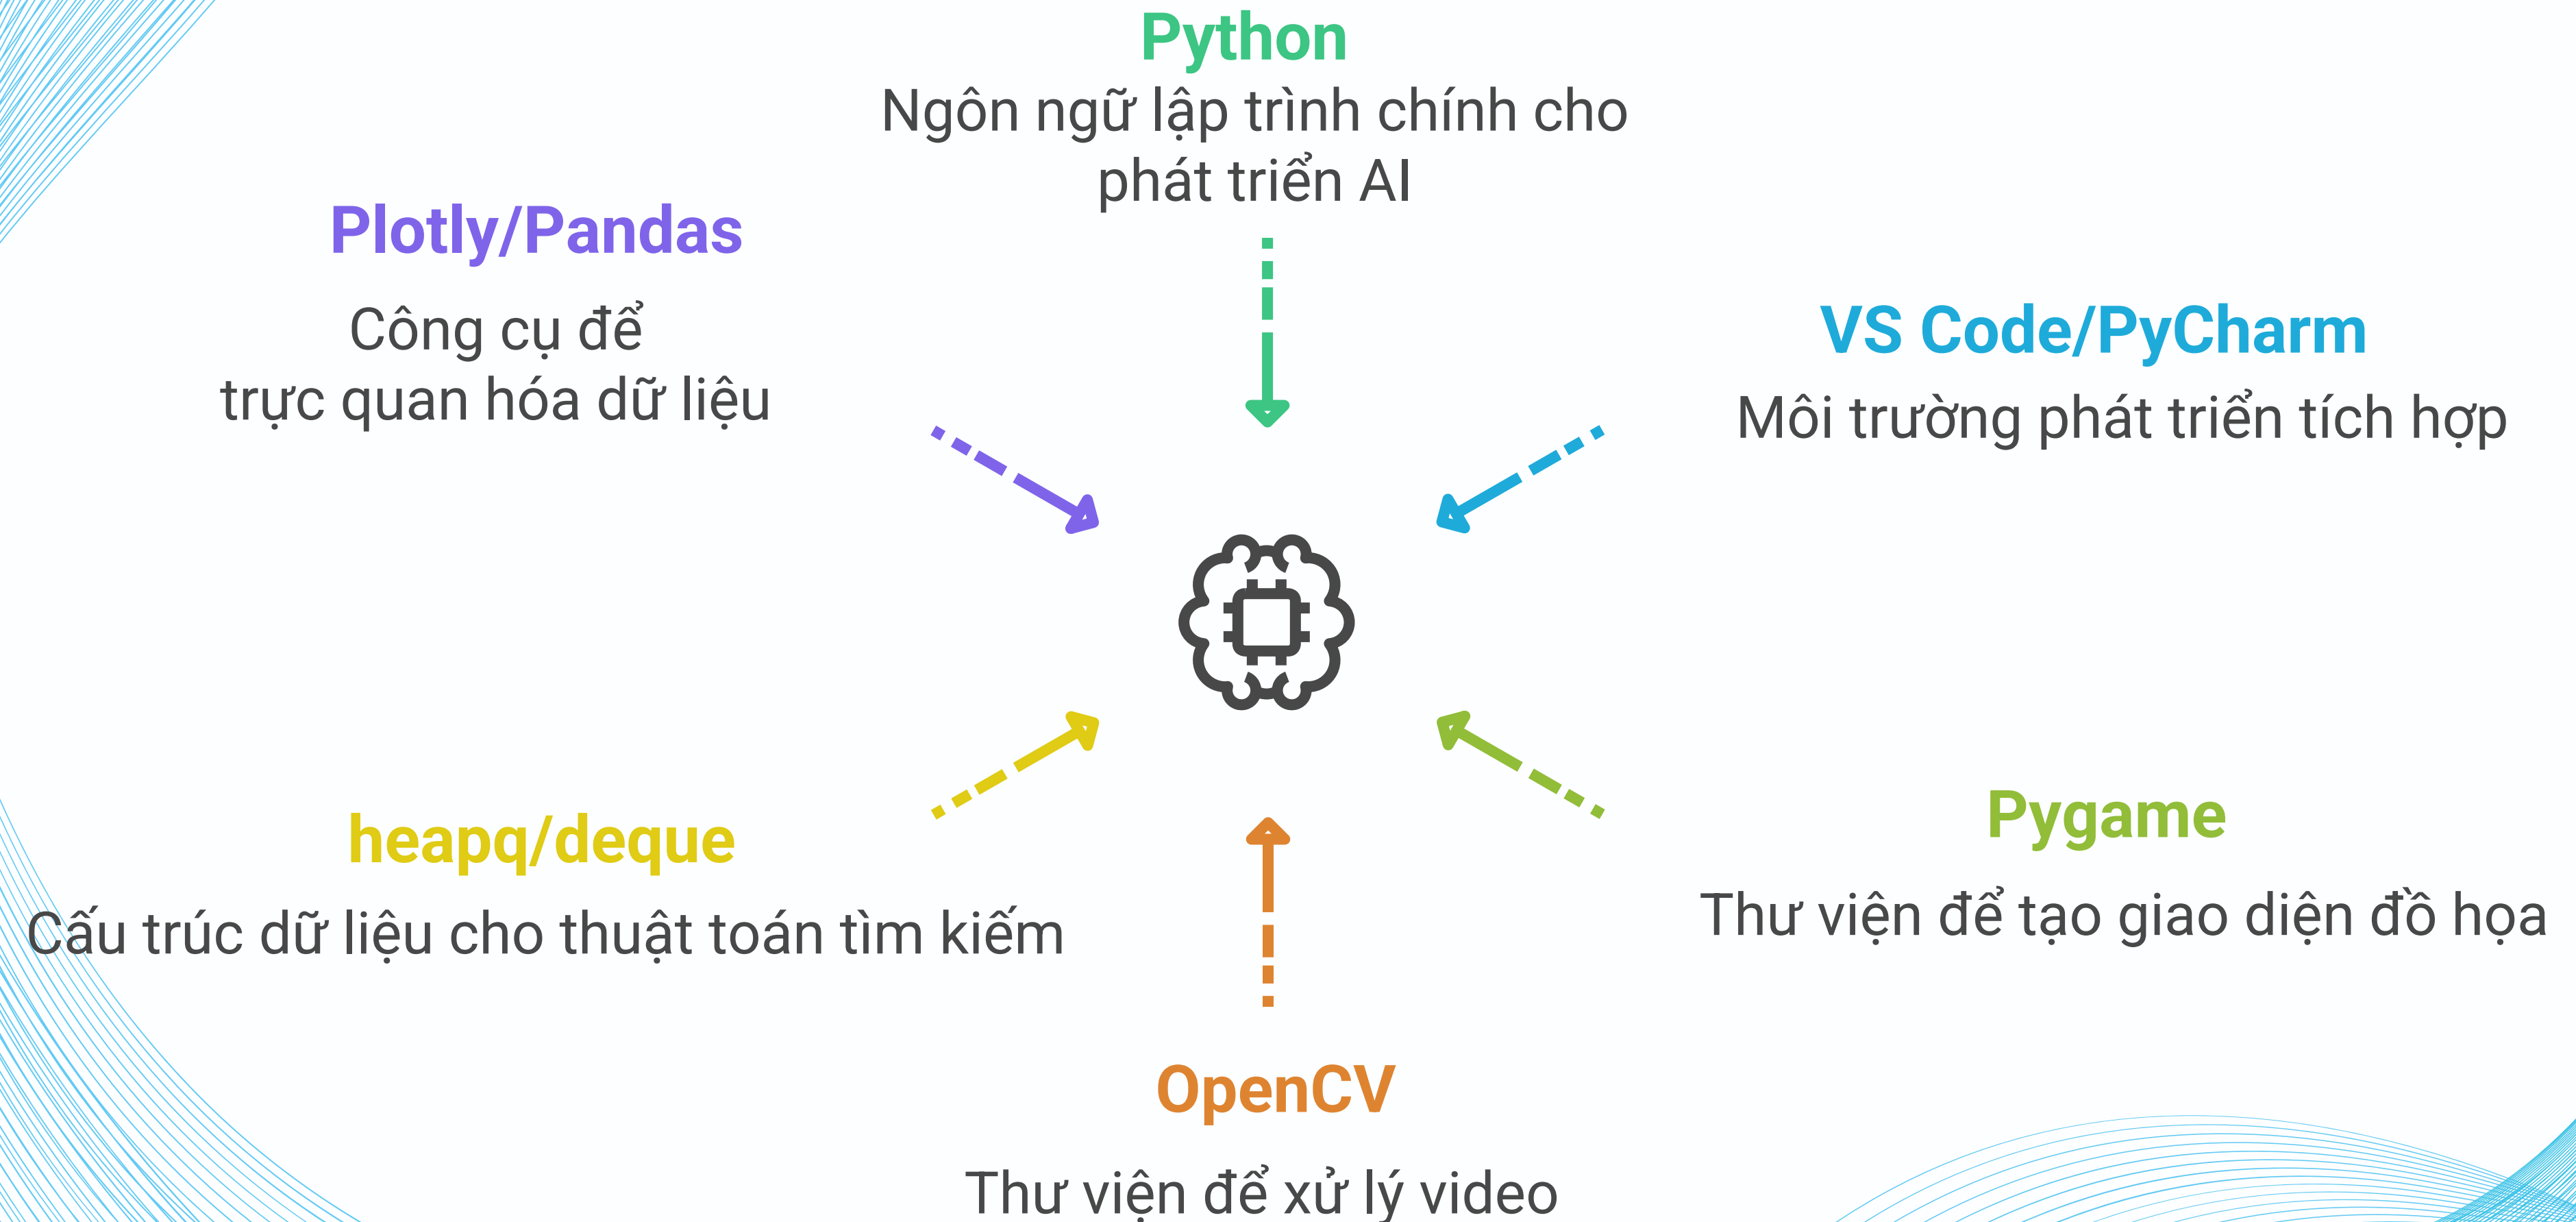 Python
Ngôn ngữ lập trình chính cho
phát triển AI
Plotly/Pandas
Công cụ để
trực quan hóa dữ liệu
VS Code/PyCharm
Môi trường phát triển tích hợp
heapq/deque
Cấu trúc dữ liệu cho thuật toán tìm kiếm
Pygame
Thư viện để tạo giao diện đồ họa
OpenCV
Thư viện để xử lý video